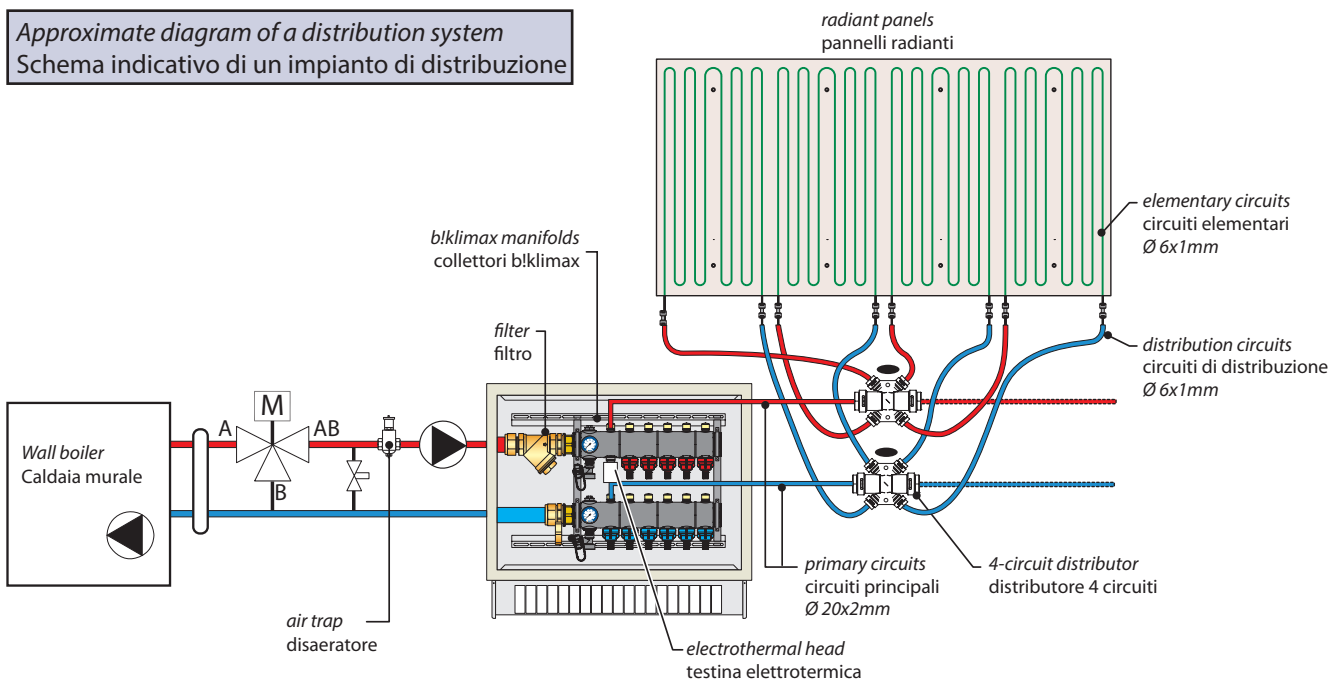 Approximate diagram of a distribution system
Schema indicativo di un impianto di distribuzione
radiant panels
pannelli radianti
elementary circuits
circuiti elementari
Ø 6x1mm
b!klimax manifolds
collettori b!klimax
filter
filtro
distribution circuits
circuiti di distribuzione
Ø 6x1mm
M
A
AB
B
Wall boiler
Caldaia murale
primary circuits
circuiti principali
Ø 20x2mm
4-circuit distributor
distributore 4 circuiti
air trap
disaeratore
electrothermal head
testina elettrotermica